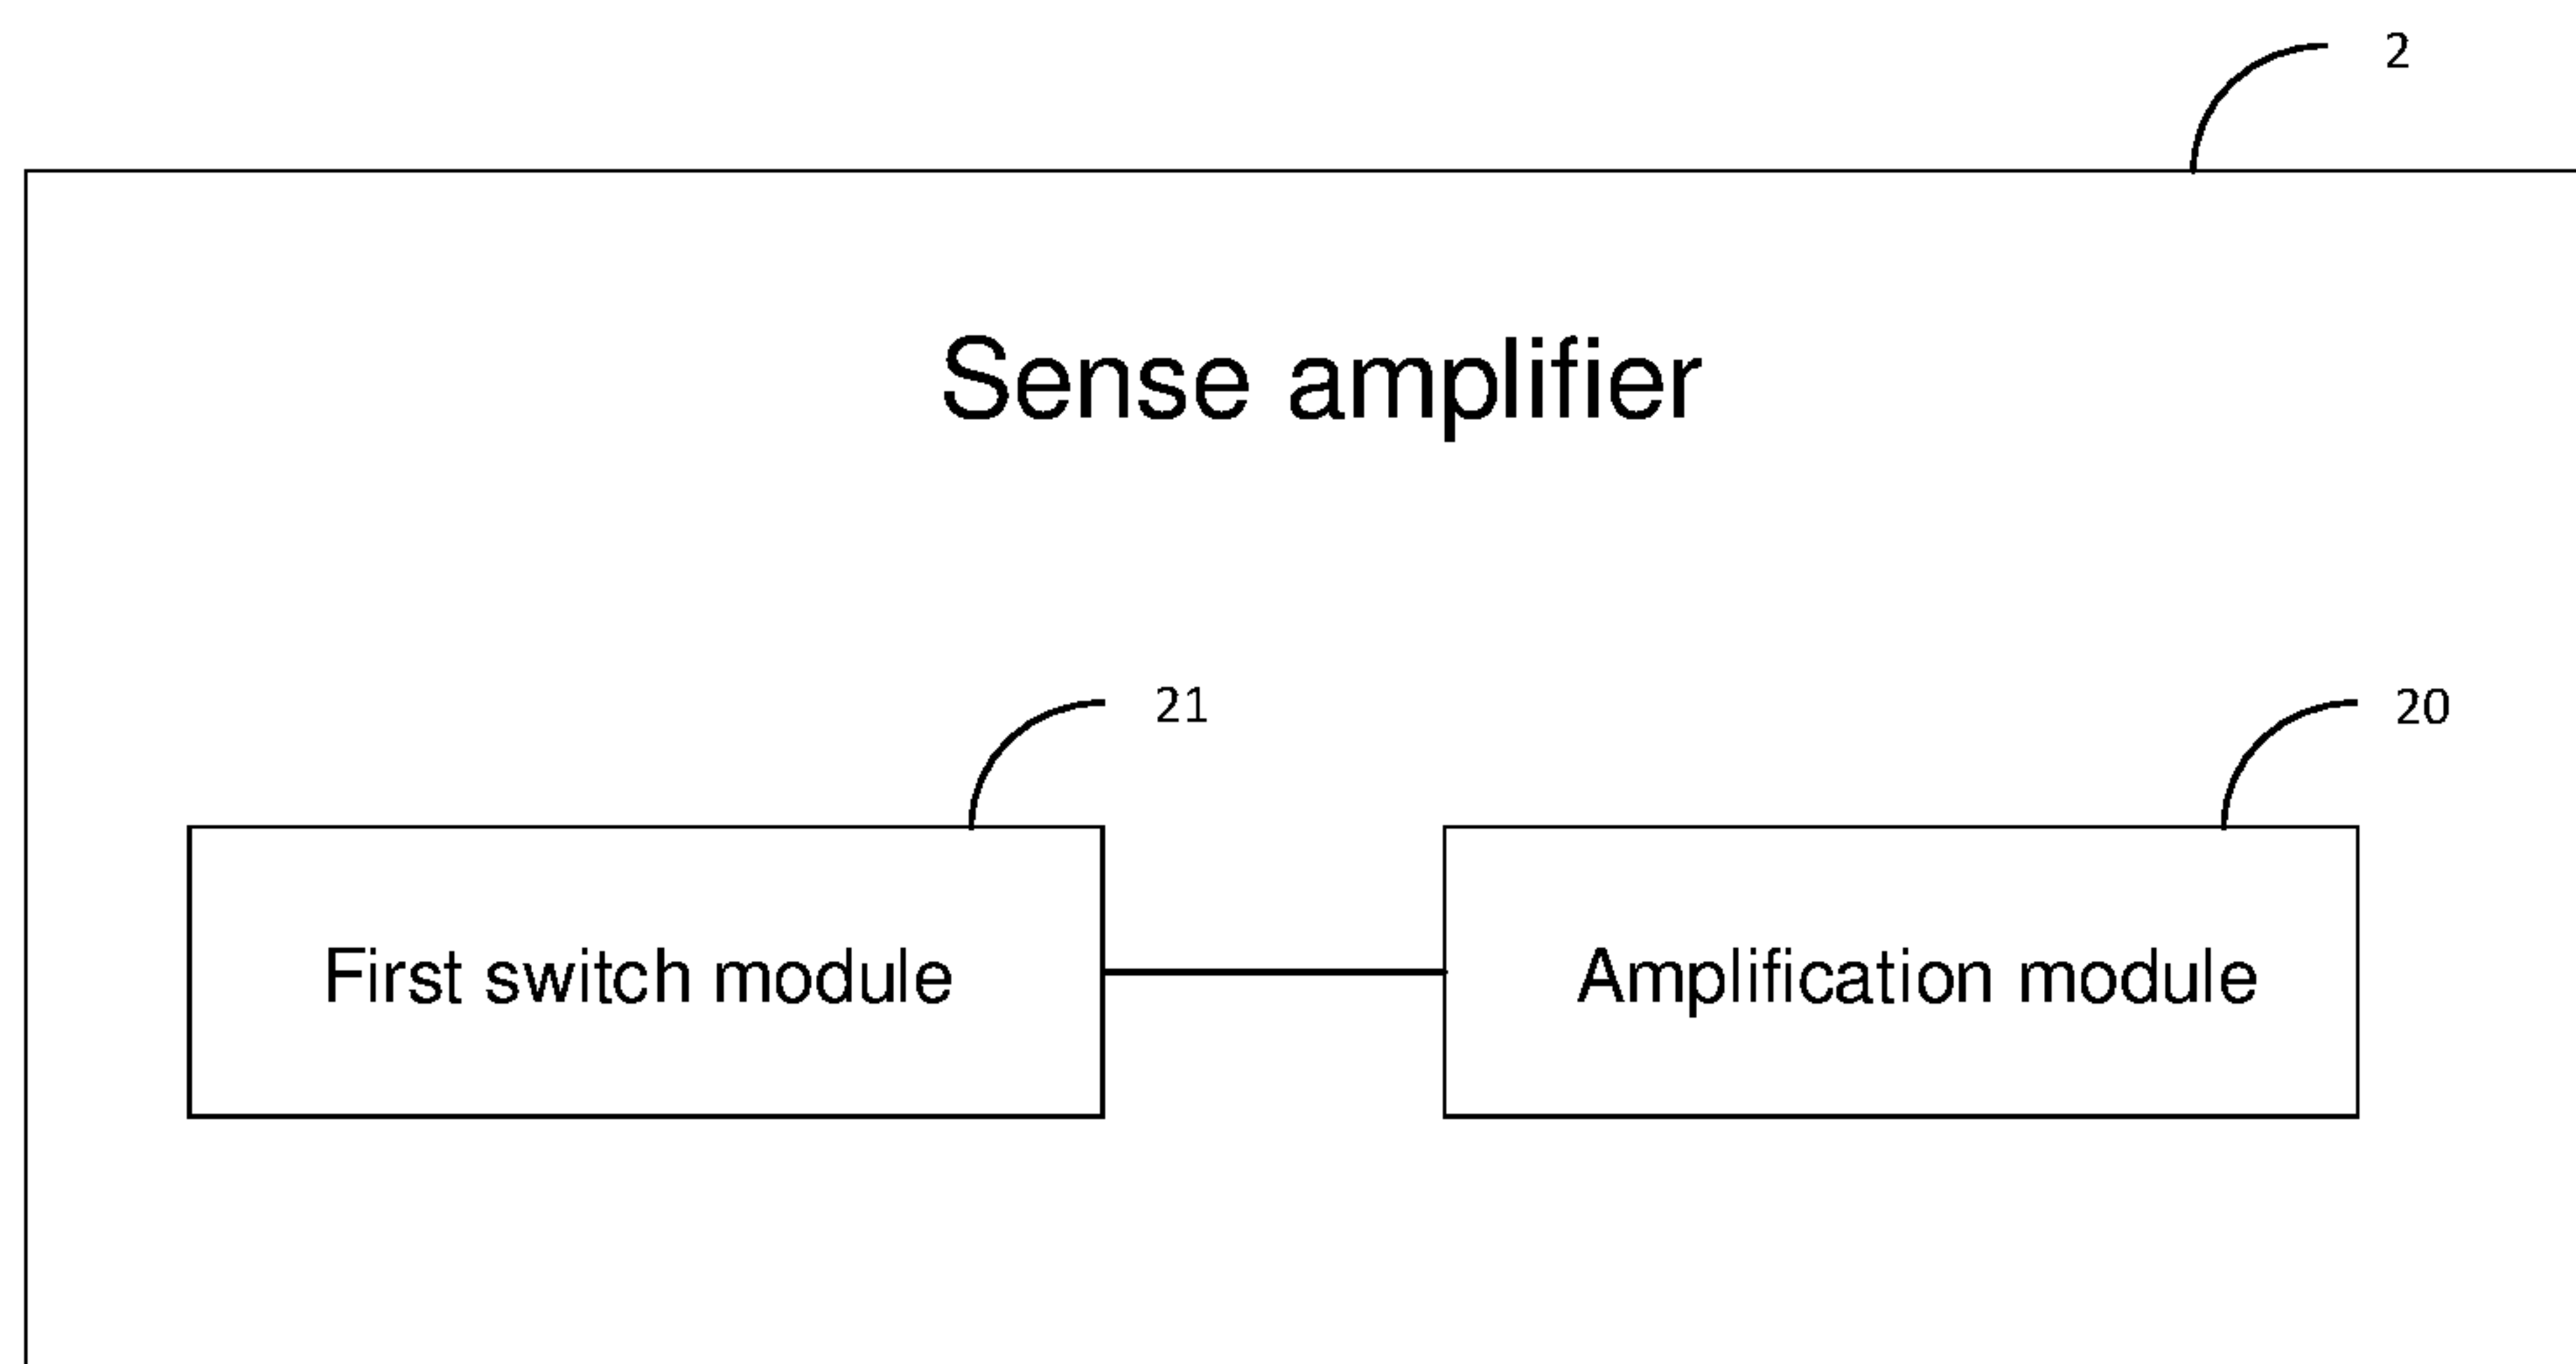 2
Sense amplifier
21
20
First switch module
Amplification module